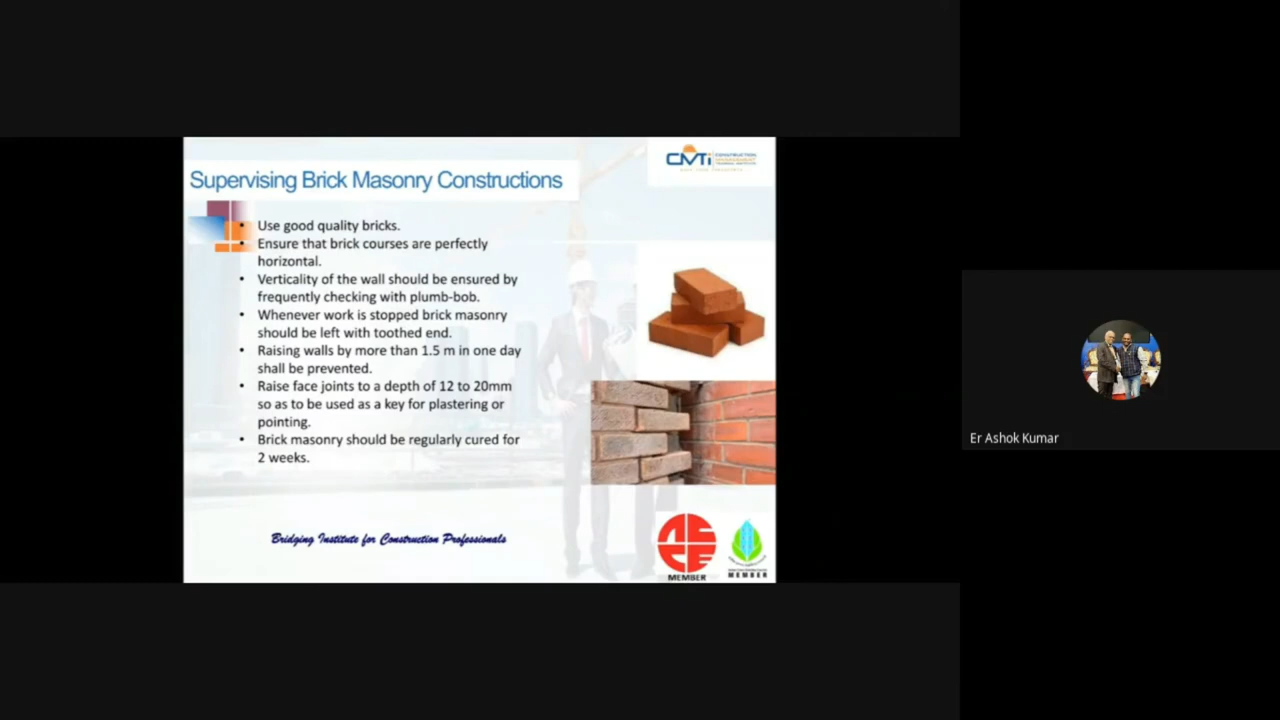 CMTi
CONSTRUCTION
MANAGEMENT
TRAINING INSTITUTE
Supervising Brick Masonry Constructions
• Use good quality bricks.
• Ensure that brick courses are perfectly
horizontal.
• Verticality of the wall should be ensured by
frequently checking with plumb-bob.
• Whenever work is stopped brick masonry
should be left with toothed end.
• Raising walls by more than 1.5 m in one day
shall be prevented.
• Raise face joints to a depth of 12 to 20mm
so as to be used as a key for plastering or
pointing.
• Brick masonry should be regularly cured for
2 weeks.
Er Ashok Kumar
Bridging Institute for Construction Professionals
MEMBER
MEMBER